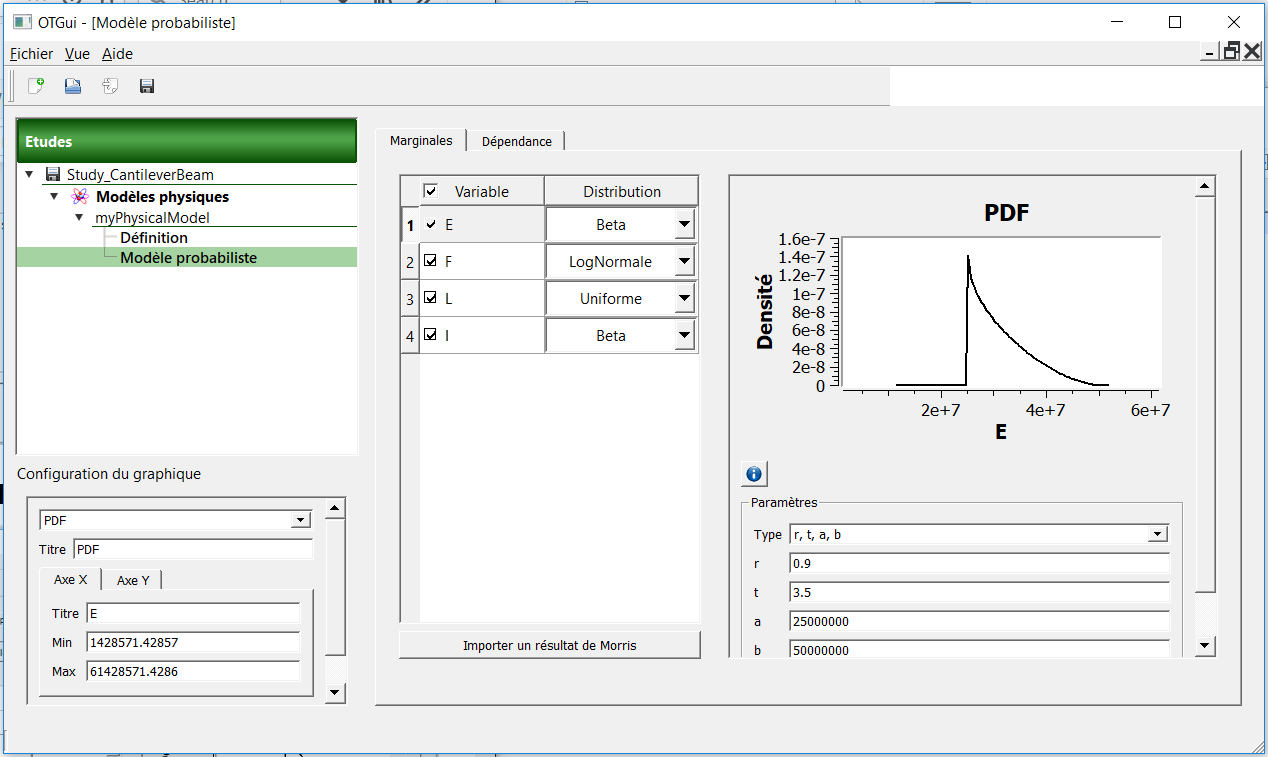 OTGui - [Modèle probabiliste]
Fichier Vue Aide
Etudes
Study_CantileverBeam
Modèles physiques
myPhysicalModel
Définition
Modèle probabiliste
Configuration du graphique
PDF
Titre PDF
Axe X Axe Y
Titre E
Min 1428571.42857
Max 61428571.4286
Marginales Dépendance
Variable Distribution
1 E Beta
2 F LogNormale
3 L Uniforme
4 I Beta
Importer un résultat de Morris
PDF
Densité
1.6e-7
1.4e-7
1.2e-7
1e-7
8e-8
6e-8
4e-8
2e-8
0
2e+7 4e+7 6e+7
E
Paramètres
Type r, t, a, b
r 0.9
t 3.5
a 25000000
b 50000000